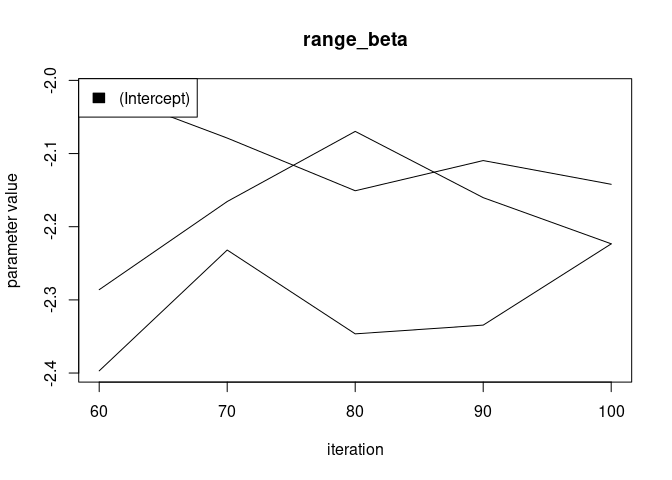 range_beta
(Intercept)
parameter value
-2.0
-2.1
-2.2
-2.3
-2.4
60 70 80 90 100
iteration